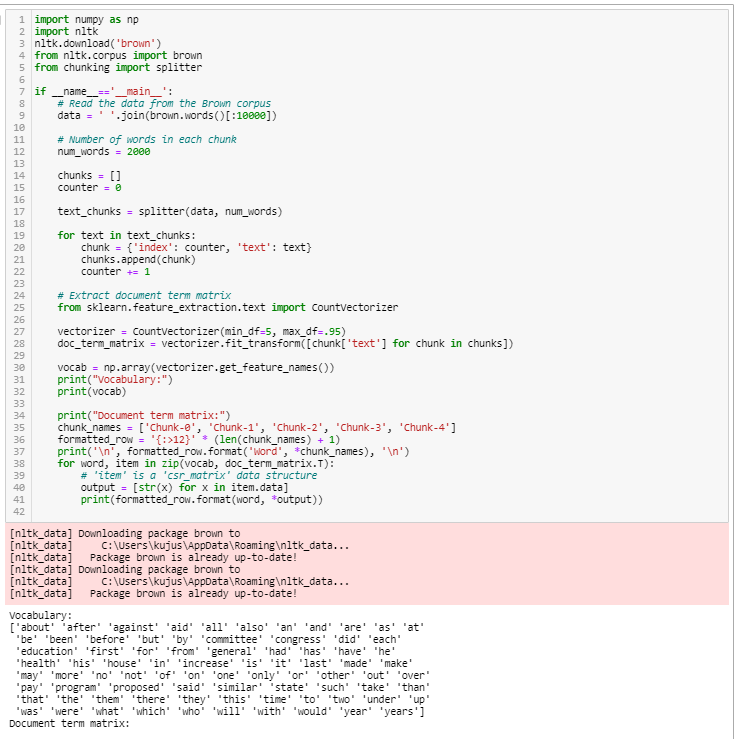 1 import numpy as np
2 import nltk
3 nltk.download('brown')
4 from nltk.corpus import brown
5 from chunking import splitter
6
7 if __name__=='__main__':
8     # Read the data from the Brown corpus
9     data = ' '.join(brown.words()[:10000])
10
11     # Number of words in each chunk
12     num_words = 2000
13
14     chunks = []
15     counter = 0
16
17     text_chunks = splitter(data, num_words)
18
19     for text in text_chunks:
20         chunk = {'index': counter, 'text': text}
21         chunks.append(chunk)
22         counter += 1
23
24     # Extract document term matrix
25     from sklearn.feature_extraction.text import CountVectorizer
26
27     vectorizer = CountVectorizer(min_df=5, max_df=.95)
28     doc_term_matrix = vectorizer.fit_transform([chunk['text'] for chunk in chunks])
29
30     vocab = np.array(vectorizer.get_feature_names())
31     print("Vocabulary:")
32     print(vocab)
33
34     print("Document term matrix:")
35     chunk_names = ['Chunk-0', 'Chunk-1', 'Chunk-2', 'Chunk-3', 'Chunk-4']
36     formatted_row = '{:>12}' * (len(chunk_names) + 1)
37     print('\n', formatted_row.format('Word', *chunk_names), '\n')
38     for word, item in zip(vocab, doc_term_matrix.T):
39         # 'item' is a 'csr_matrix' data structure
40         output = [str(x) for x in item.data]
41         print(formatted_row.format(word, *output))
42
[nltk_data] Downloading package brown to
[nltk_data]     C:\Users\kujus\AppData\Roaming\nltk_data...
[nltk_data]   Package brown is already up-to-date!
[nltk_data] Downloading package brown to
[nltk_data]     C:\Users\kujus\AppData\Roaming\nltk_data...
[nltk_data]   Package brown is already up-to-date!
Vocabulary:
['about' 'after' 'against' 'aid' 'all' 'also' 'an' 'and' 'are' 'as' 'at'
 'be' 'been' 'before' 'but' 'by' 'committee' 'congress' 'did' 'each'
 'education' 'first' 'for' 'from' 'general' 'had' 'has' 'have' 'he'
 'health' 'his' 'house' 'in' 'increase' 'is' 'it' 'last' 'made' 'make'
 'may' 'more' 'no' 'not' 'of' 'on' 'one' 'only' 'or' 'other' 'out' 'over'
 'pay' 'program' 'proposed' 'said' 'similar' 'state' 'such' 'take' 'than'
 'that' 'the' 'them' 'there' 'they' 'this' 'time' 'to' 'two' 'under' 'up'
 'was' 'were' 'what' 'which' 'who' 'will' 'with' 'would' 'year' 'years']
Document term matrix: